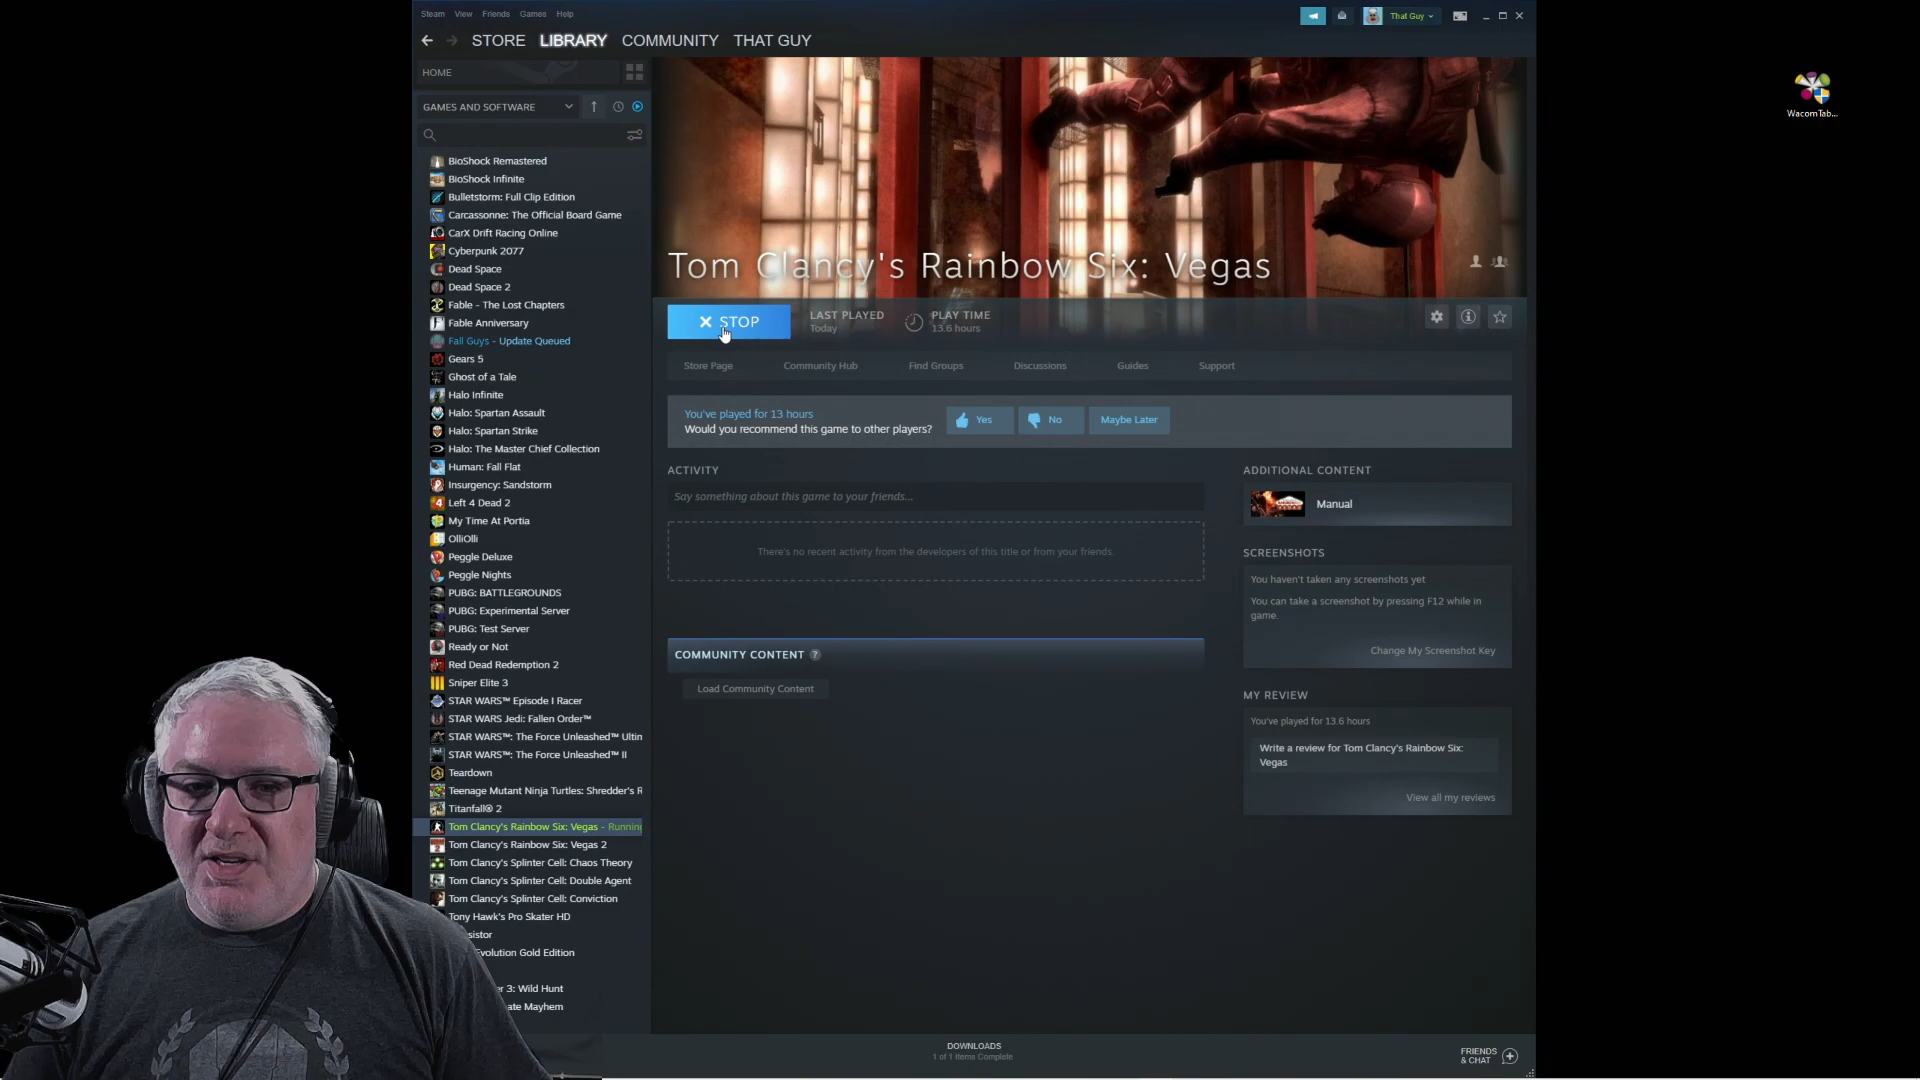 Steam View Friends Games Help
That Guy
STORE LIBRARY COMMUNITY THAT GUY
HOME
GAMES AND SOFTWARE
BioShock Remastered
BioShock Infinite
Bulletstorm: Full Clip Edition
Carcassonne: The Official Board Game
CarX Drift Racing Online
Cyberpunk 2077
Dead Space
Dead Space 2
Fable - The Lost Chapters
Fable Anniversary
Fall Guys - Update Queued
Gears 5
Ghost of a Tale
Halo Infinite
Halo: Spartan Assault
Halo: Spartan Strike
Halo: The Master Chief Collection
Human: Fall Flat
Insurgency: Sandstorm
Left 4 Dead 2
My Time At Portia
OlliOlli
Peggle Deluxe
Peggle Nights
PUBG: BATTLEGROUNDS
PUBG: Experimental Server
PUBG: Test Server
Ready or Not
Red Dead Redemption 2
Sniper Elite 3
STAR WARS™ Episode I Racer
STAR WARS Jedi: Fallen Order™
STAR WARS™: The Force Unleashed™ Ultim
STAR WARS™: The Force Unleashed™ II
Teardown
Teenage Mutant Ninja Turtles: Shredder's R
Titanfall® 2
Tom Clancy's Rainbow Six: Vegas - Running
Tom Clancy's Rainbow Six: Vegas 2
Tom Clancy's Splinter Cell: Chaos Theory
Tom Clancy's Splinter Cell: Double Agent
Tom Clancy's Splinter Cell: Conviction
Tony Hawk's Pro Skater HD
sistor
Evolution Gold Edition
r 3: Wild Hunt
ate Mayhem
Tom Clancy's Rainbow Six: Vegas
STOP
LAST PLAYED
Today
PLAY TIME
13.6 hours
Store Page Community Hub Find Groups Discussions Guides Support
You've played for 13 hours
Would you recommend this game to other players?
Yes No Maybe Later
ACTIVITY
Say something about this game to your friends...
There's no recent activity from the developers of this title or from your friends.
COMMUNITY CONTENT ?
Load Community Content
ADDITIONAL CONTENT
Manual
SCREENSHOTS
You haven't taken any screenshots yet
You can take a screenshot by pressing F12 while in
game.
Change My Screenshot Key
MY REVIEW
You've played for 13.6 hours
Write a review for Tom Clancy's Rainbow Six:
Vegas
View all my reviews
DOWNLOADS
1 of 1 Items Complete
FRIENDS
& CHAT
WacomTab...